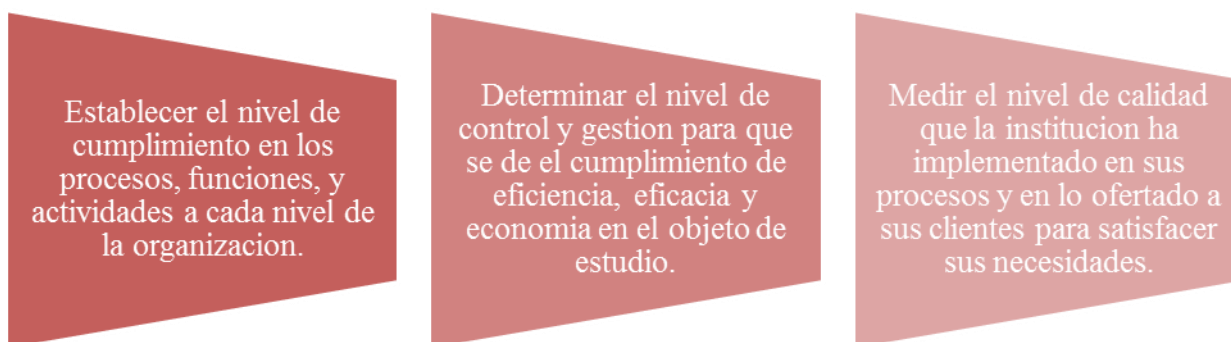 Establecer el nivel de
cumplimiento en los
procesos, funciones, y
actividades a cada nivel de
la organizacion.
Determinar el nivel de
control y gestion para que
se de el cumplimiento de
eficiencia, eficacia y
economia en el objeto de
estudio.
Medir el nivel de calidad
que la institucion ha
implementado en sus
procesos y en lo ofertado a
sus clientes para satisfacer
sus necesidades.